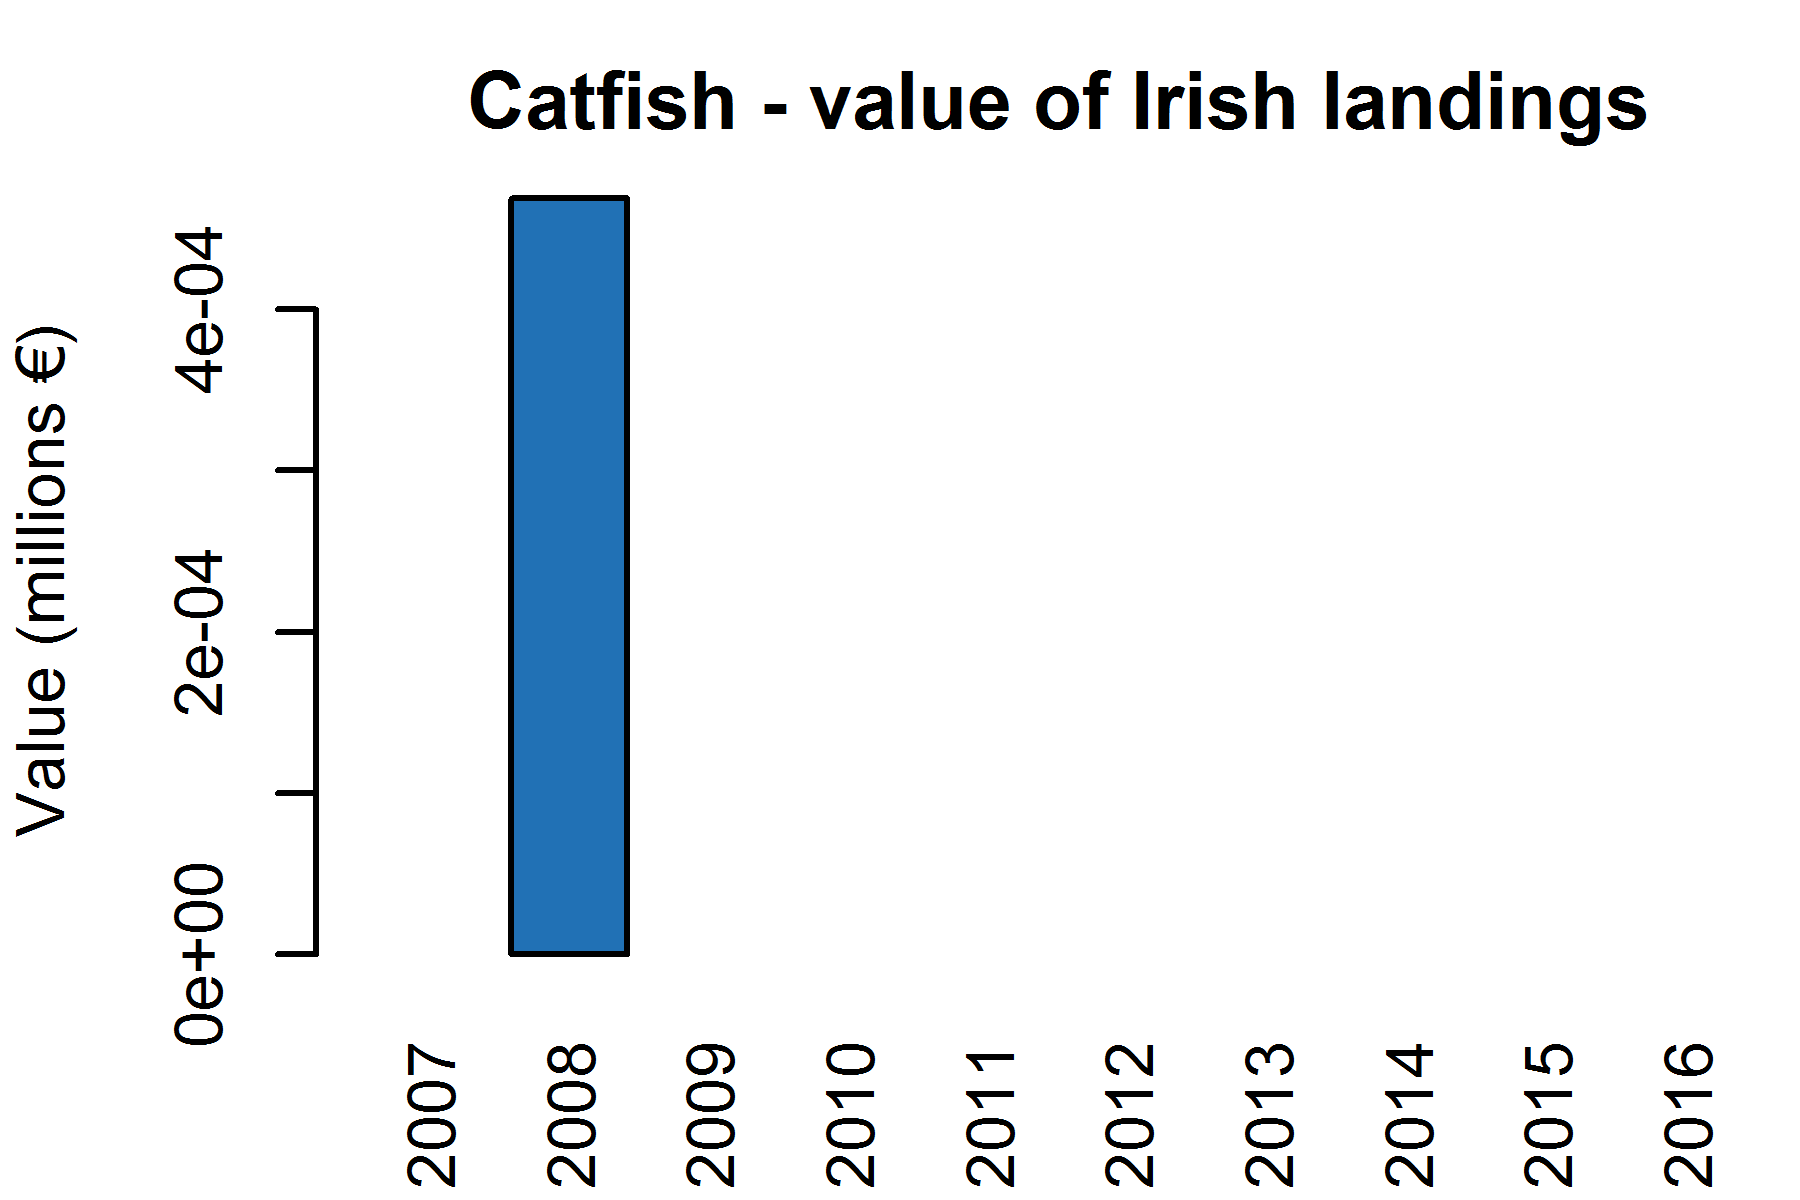 Catfish - value of Irish landings
Value (millions €)
4e-04
2e-04
0e+00
2007
2008
2009
2010
2011
2012
2013
2014
2015
2016